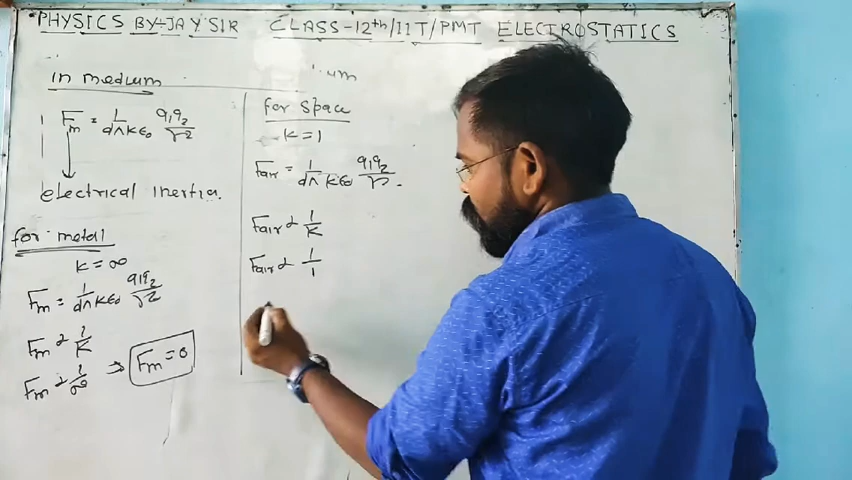 PHYSICS BY:- JAY SIR CLASS-12th/IIT/PMT ELECTROSTATICS
in medium
Fm = 1/4πKε0 q1q2/r2
electrical inertia.
for metal
K = ∞
Fm = 1/4πKε0 q1q2/r2
Fm ∝ 1/K
Fm ∝ 1/∞ ⇒ Fm = 0
for space
K = 1
Fair = 1/4πKε0 q1q2/r2.
Fair ∝ 1/K
Fair ∝ 1/1